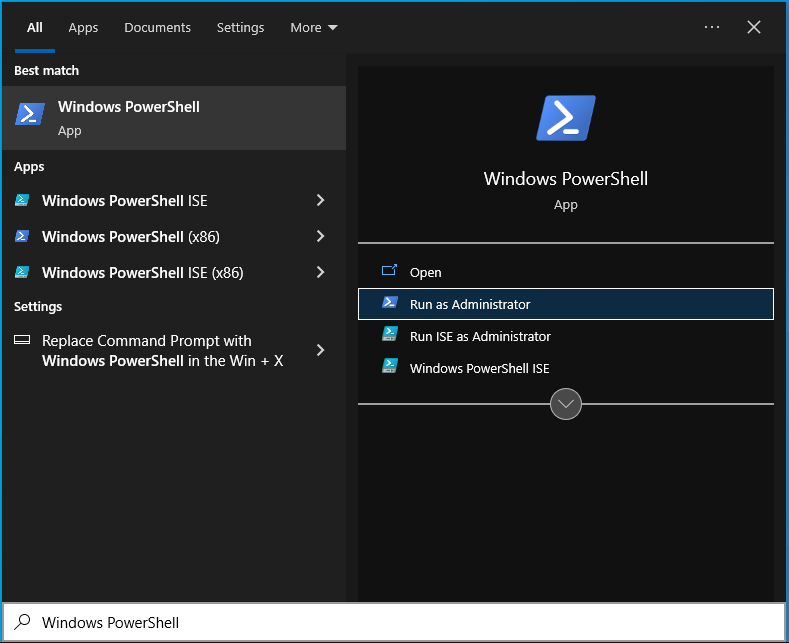 All Apps Documents Settings More
Best match
Windows PowerShell
App
Apps
Windows PowerShell ISE
Windows PowerShell (x86)
Windows PowerShell ISE (x86)
Settings
Replace Command Prompt with
Windows PowerShell in the Win + X
Windows PowerShell
App
Open
Run as Administrator
Run ISE as Administrator
Windows PowerShell ISE
Windows PowerShell